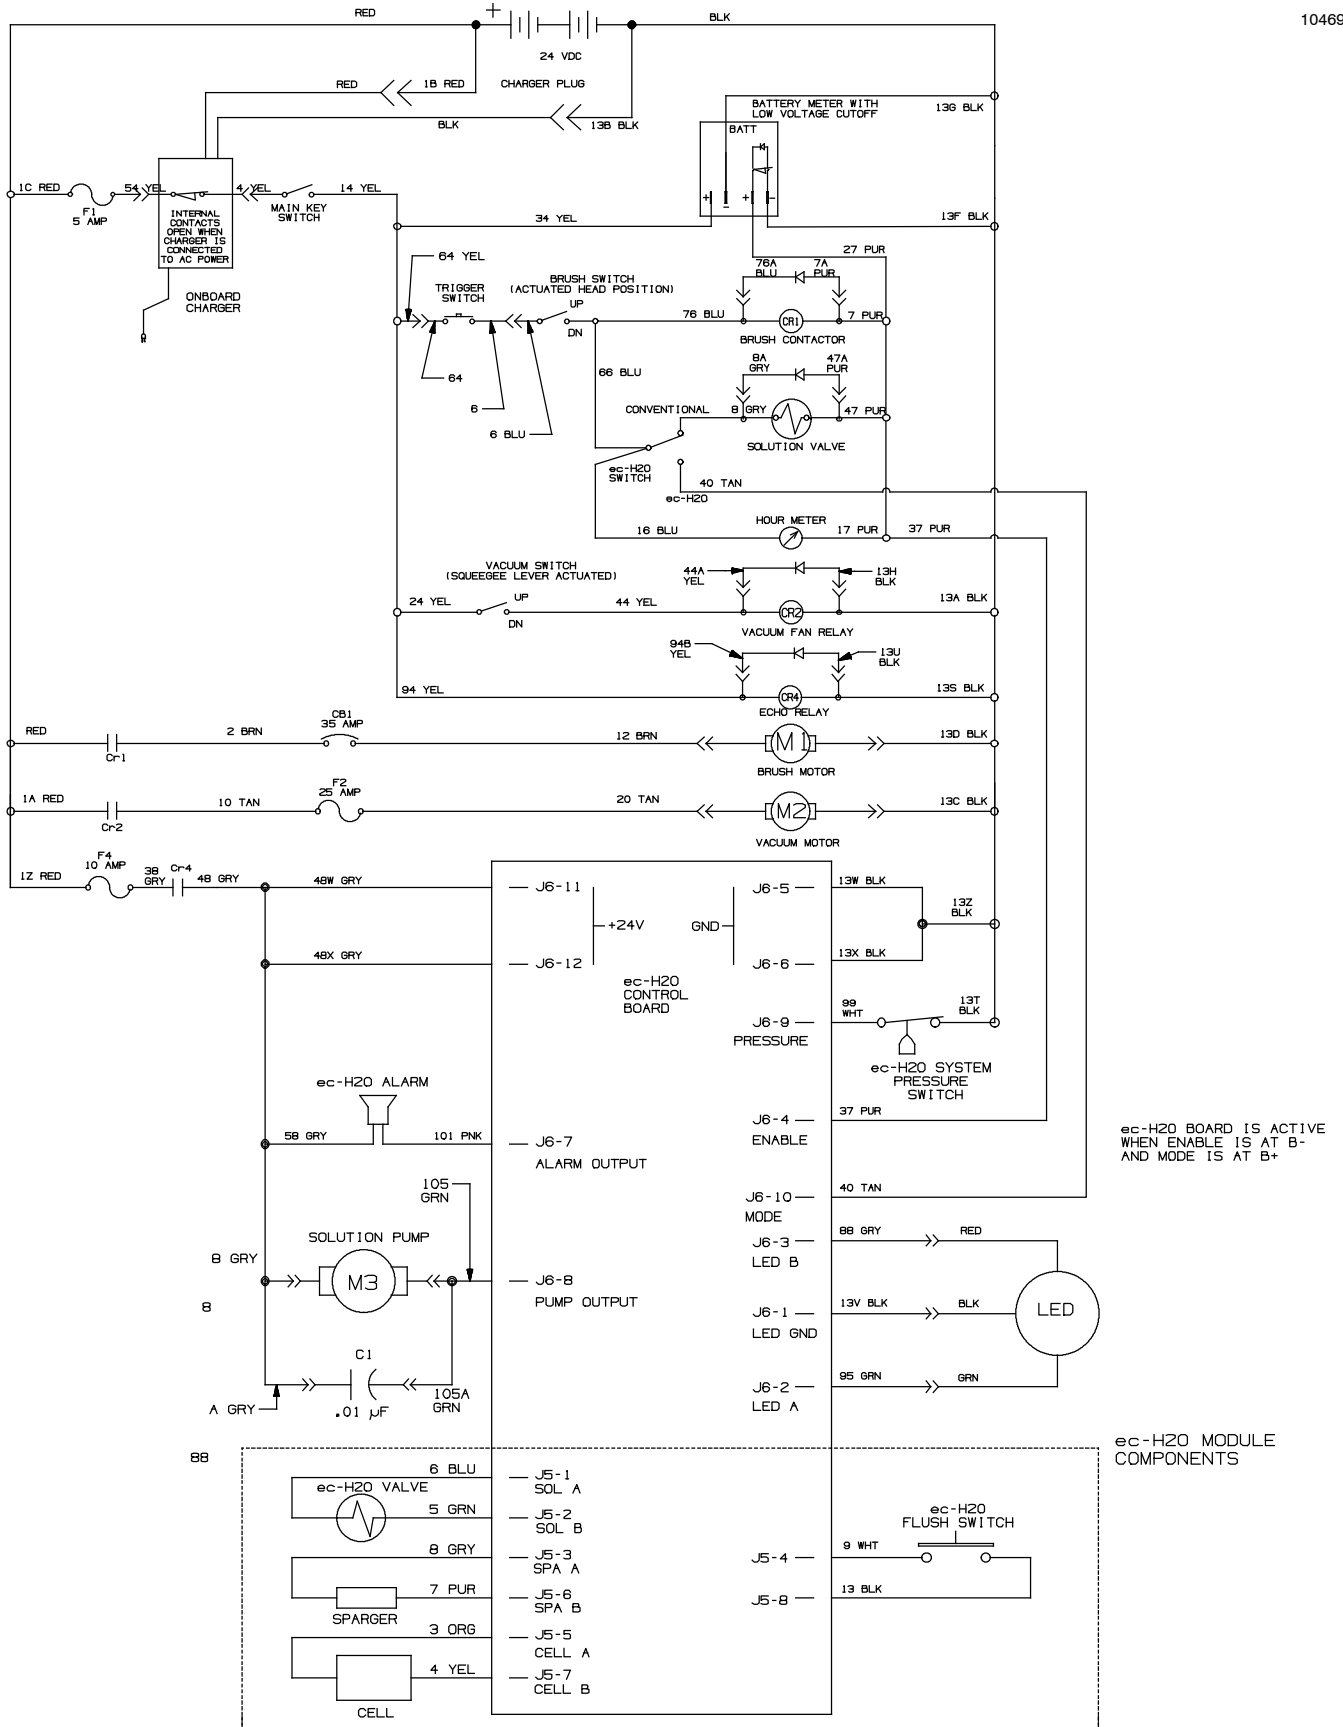 10469
RED
+
BLK
24 VDC
RED
1B RED
CHARGER PLUG
BLK
13B BLK
BATTERY METER WITH
LOW VOLTAGE CUTOFF
13G BLK
BATT
+
-
+
-
1C RED
F1
5 AMP
54 YEL
4 YEL
MAIN KEY
SWITCH
14 YEL
INTERNAL
CONTACTS
OPEN WHEN
CHARGER IS
CONNECTED
TO AC POWER
ONBOARD
CHARGER
34 YEL
13F BLK
27 PUR
64 YEL
TRIGGER
SWITCH
BRUSH SWITCH
(ACTUATED HEAD POSITION)
UP
DN
76A
BLU
7A
PUR
76 BLU
CR1
7 PUR
BRUSH CONTACTOR
64
6
6 BLU
66 BLU
8A
GRY
47A
PUR
CONVENTIONAL
8 GRY
47 PUR
SOLUTION VALVE
ec-H2O
SWITCH
40 TAN
ec-H2O
HOUR METER
16 BLU
17 PUR
37 PUR
VACUUM SWITCH
(SQUEEGEE LEVER ACTUATED)
44A
YEL
13H
BLK
24 YEL
UP
DN
44 YEL
CR2
13A BLK
VACUUM FAN RELAY
94B
YEL
13U
BLK
94 YEL
CR4
13S BLK
ECHO RELAY
RED
Cr1
2 BRN
CB1
35 AMP
12 BRN
M1
13D BLK
BRUSH MOTOR
1A RED
Cr2
10 TAN
F2
25 AMP
20 TAN
M2
13C BLK
VACUUM MOTOR
1Z RED
F4
10 AMP
38
GRY
Cr4
48 GRY
48W GRY
J6-11
+24V
48X GRY
J6-12
ec-H2O
CONTROL
BOARD
J6-5
13W BLK
GND
13Z
BLK
J6-6
13X BLK
J6-9
PRESSURE
99
WHT
13T
BLK
ec-H2O SYSTEM
PRESSURE
SWITCH
ec-H2O ALARM
58 GRY
101 PNK
J6-7
ALARM OUTPUT
J6-4
ENABLE
37 PUR
ec-H2O BOARD IS ACTIVE
WHEN ENABLE IS AT B-
AND MODE IS AT B+
105
GRN
J6-10
MODE
40 TAN
8 GRY
SOLUTION PUMP
M3
J6-8
PUMP OUTPUT
8
J6-3
LED B
88 GRY
RED
J6-1
LED GND
13V BLK
BLK
LED
J6-2
LED A
95 GRN
GRN
C1
.01 µF
A GRY
105A
GRN
88
ec-H2O MODULE
COMPONENTS
6 BLU
J5-1
SOL A
ec-H2O VALVE
5 GRN
J5-2
SOL B
8 GRY
J5-3
SPA A
7 PUR
J5-6
SPA B
SPARGER
3 ORG
J5-5
CELL A
4 YEL
J5-7
CELL B
CELL
ec-H2O
FLUSH SWITCH
J5-4
9 WHT
J5-8
13 BLK